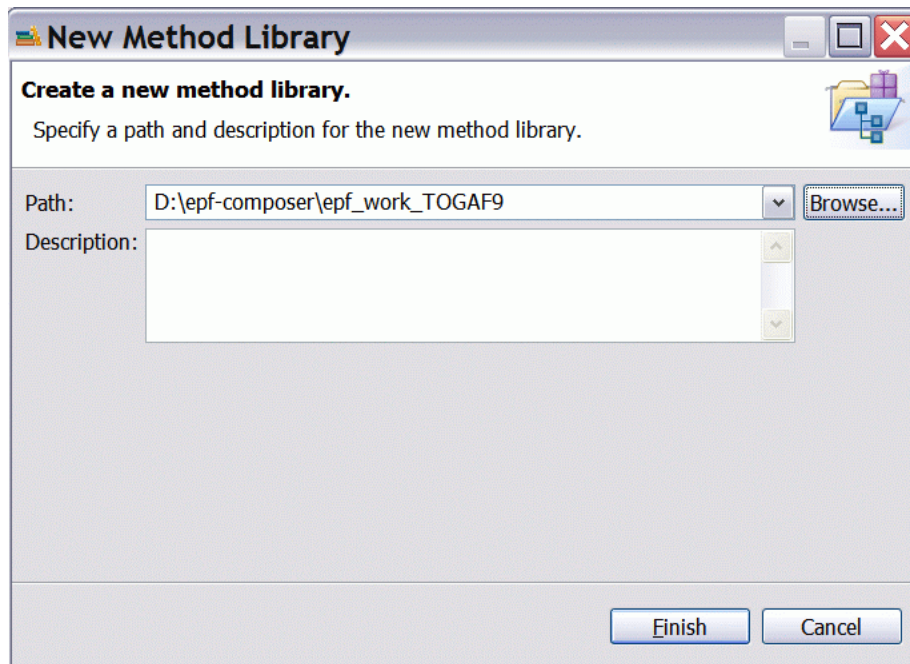 New Method Library
Create a new method library.
Specify a path and description for the new method library.
Path: D:\epf-composer\epf_work_TOGAF9 Browse...
Description:
Finish Cancel